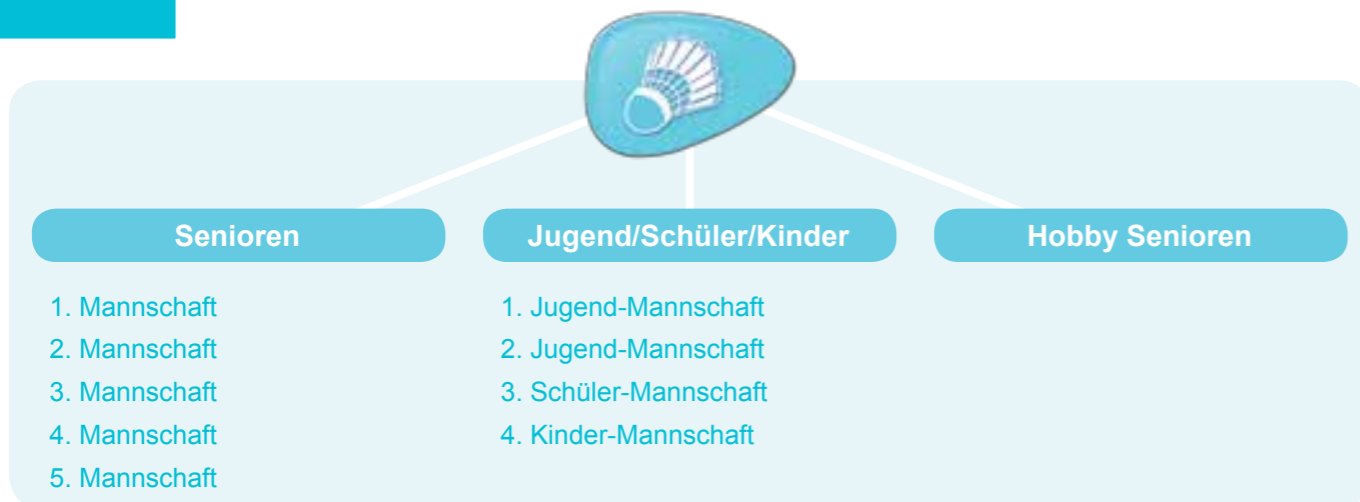 Senioren
1. Mannschaft
2. Mannschaft
3. Mannschaft
4. Mannschaft
5. Mannschaft
Jugend/Schüler/Kinder
1. Jugend-Mannschaft
2. Jugend-Mannschaft
3. Schüler-Mannschaft
4. Kinder-Mannschaft
Hobby Senioren